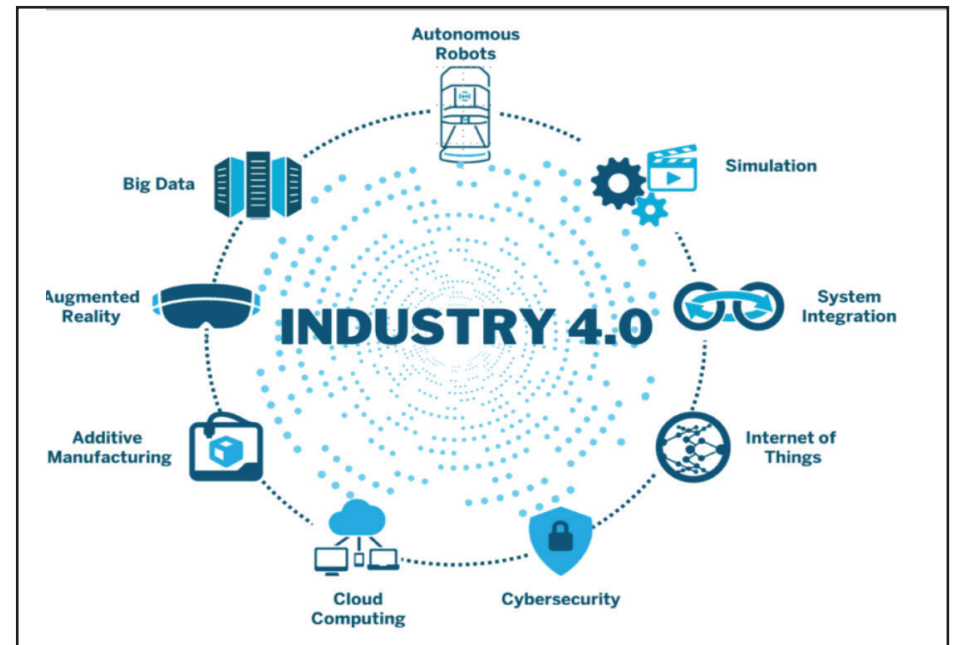 Autonomous
Robots
Simulation
Big Data
System
Integration
Augmented
Reality
INDUSTRY 4.0
Internet of
Things
Additive
Manufacturing
Cybersecurity
Cloud
Computing